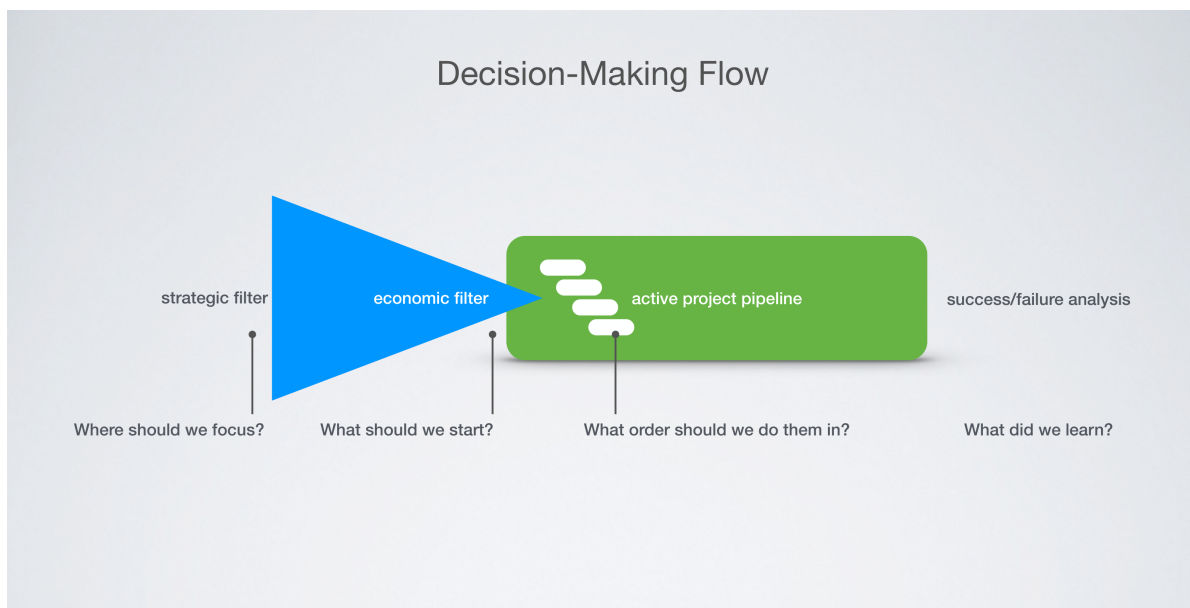 Decision-Making Flow
strategic filter
economic filter
active project pipeline
success/failure analysis
Where should we focus?
What should we start?
What order should we do them in?
What did we learn?